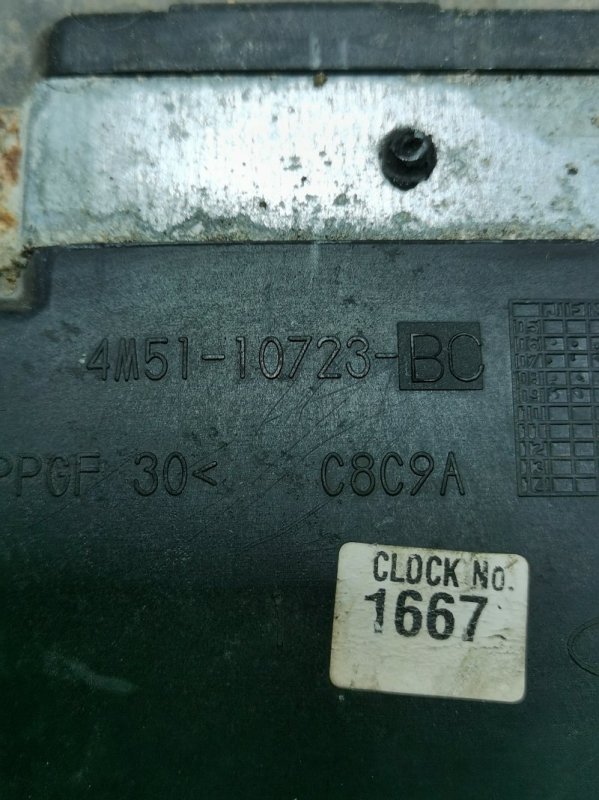 4M51-10723-BC
PPGF 30<
C8C9A
CLOCK No.
1667